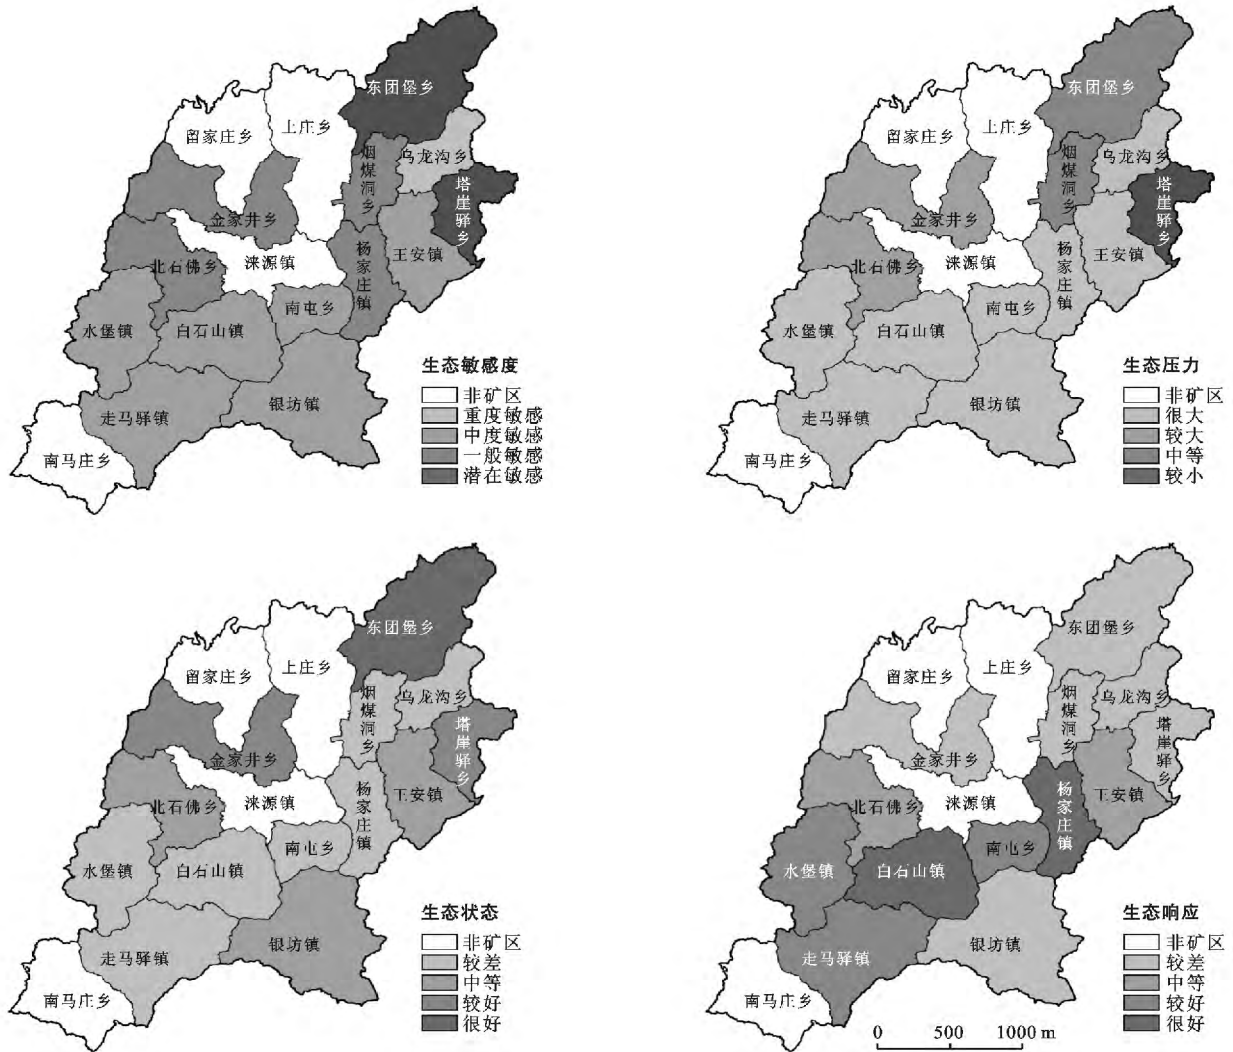 东团堡乡
留家庄乡
上庄乡
烟煤洞乡
乌龙沟乡
塔崖驿乡
金家井乡
北石佛乡
涞源镇
杨家庄镇
王安镇
水堡镇
白石山镇
南屯乡
走马驿镇
银坊镇
南马庄乡
生态敏感度
非矿区
重度敏感
中度敏感
一般敏感
潜在敏感
东团堡乡
留家庄乡
上庄乡
烟煤洞乡
乌龙沟乡
塔崖驿乡
金家井乡
北石佛乡
涞源镇
杨家庄镇
王安镇
水堡镇
白石山镇
南屯乡
走马驿镇
银坊镇
南马庄乡
生态压力
非矿区
很大
较大
中等
较小
东团堡乡
留家庄乡
上庄乡
烟煤洞乡
乌龙沟乡
塔崖驿乡
金家井乡
北石佛乡
涞源镇
杨家庄镇
王安镇
水堡镇
白石山镇
南屯乡
走马驿镇
银坊镇
南马庄乡
生态状态
非矿区
较差
中等
较好
很好
东团堡乡
留家庄乡
上庄乡
烟煤洞乡
乌龙沟乡
塔崖驿乡
金家井乡
北石佛乡
涞源镇
杨家庄镇
王安镇
水堡镇
白石山镇
南屯乡
走马驿镇
银坊镇
南马庄乡
生态响应
非矿区
较差
中等
较好
很好
0 500 1000 m